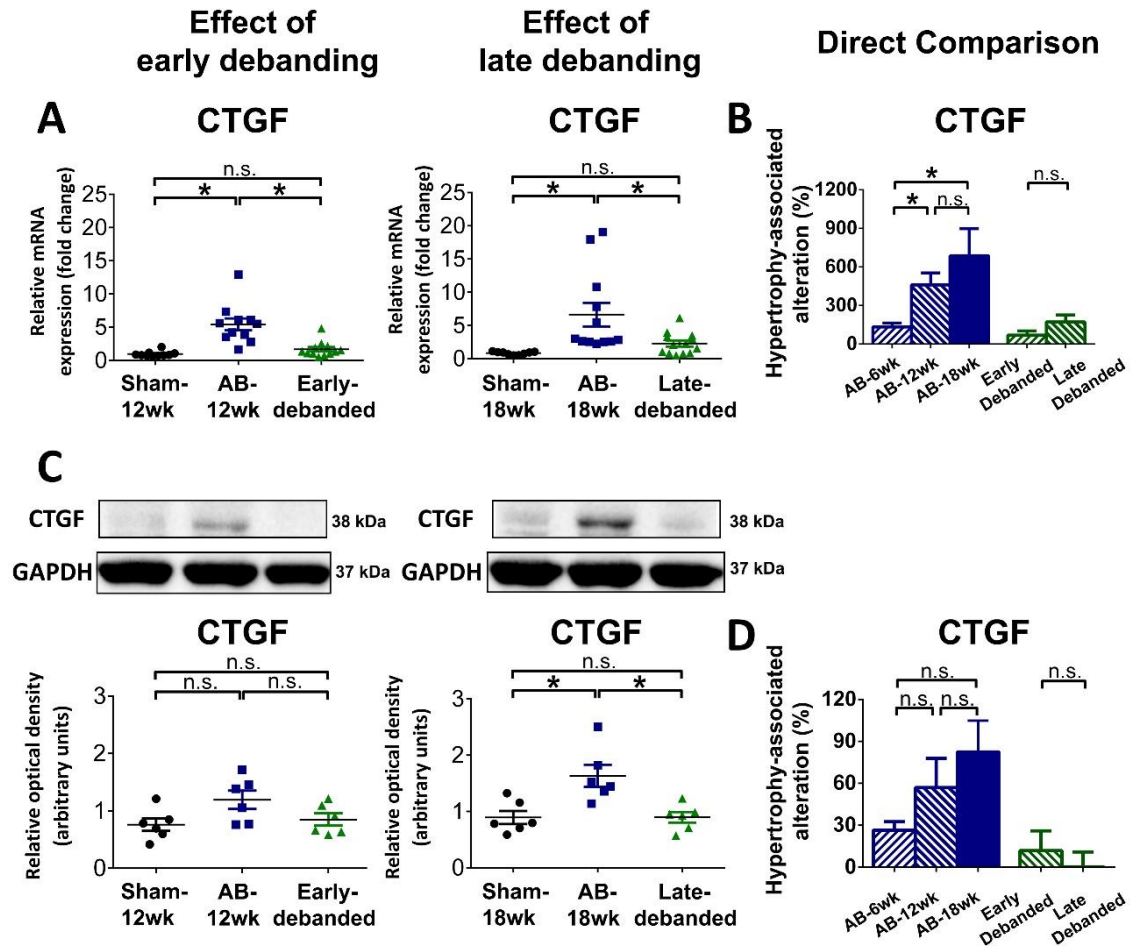 Effect of
early debanding
Effect of
late debanding
Direct Comparison
A
CTGF
CTGF
B
CTGF
Relative mRNA
expression (fold change)
25
20
15
10
5
0
n.s.
*
*
Sham-
12wk
AB-
12wk
Early-
debanded
Relative mRNA
expression (fold change)
25
20
15
10
5
0
n.s.
*
*
Sham-
18wk
AB-
18wk
Late-
debanded
Hypertrophy-associated
alteration (%)
1200
900
600
300
0
*
*
n.s.
n.s.
AB-6wk
AB-12wk
AB-18wk
Early
Debanded
Late
Debanded
C
CTGF
38 kDa
GAPDH
37 kDa
CTGF
38 kDa
GAPDH
37 kDa
CTGF
CTGF
D
CTGF
Relative optical density
(arbitrary units)
3
2
1
0
n.s.
n.s.
n.s.
Sham-
12wk
AB-
12wk
Early-
debanded
Relative optical density
(arbitrary units)
3
2
1
0
n.s.
*
*
Sham-
18wk
AB-
18wk
Late-
debanded
Hypertrophy-associated
alteration (%)
120
90
60
30
0
n.s.
n.s.
n.s.
n.s.
AB-6wk
AB-12wk
AB-18wk
Early
Debanded
Late
Debanded